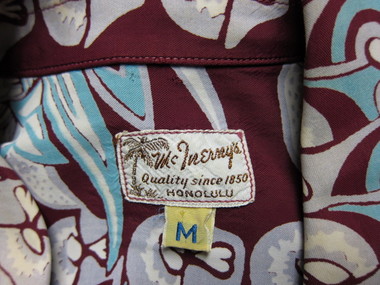 McInerny's
Quality since 1850
HONOLULU
M